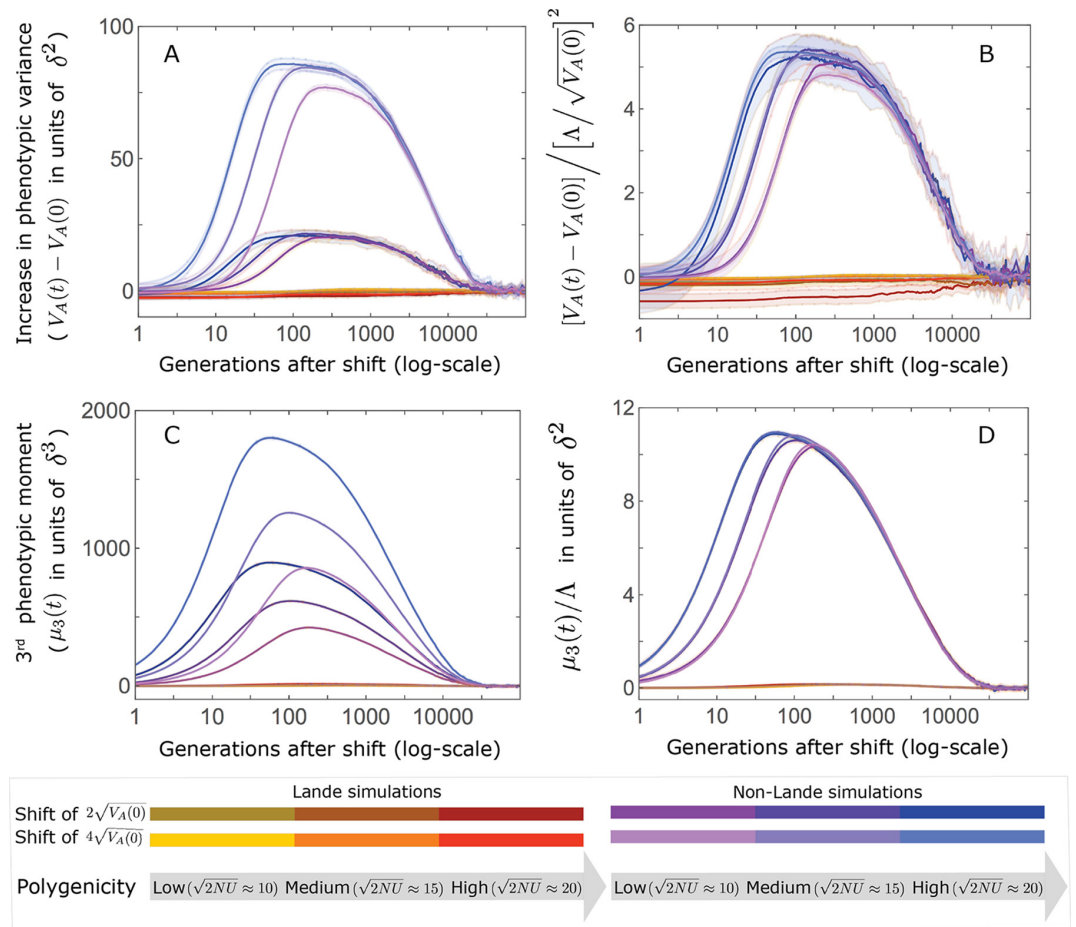 A
Increase in phenotypic variance
( V_A(t) − V_A(0) in units of δ²)
100
50
0
1 10 100 1000 10000
Generations after shift (log-scale)
B
[V_A(t) − V_A(0)] / [Λ/√V_A(0)]²
6
4
2
0
1 10 100 1000 10000
Generations after shift (log-scale)
C
3rd phenotypic moment
( μ₃(t) in units of δ³)
2000
1000
0
1 10 100 1000 10000
Generations after shift (log-scale)
D
μ₃(t)/Λ in units of δ²
12
8
4
0
1 10 100 1000 10000
Generations after shift (log-scale)
Lande simulations
Non-Lande simulations
Shift of 2√V_A(0)
Shift of 4√V_A(0)
Polygenicity
Low (√2NU ≈ 10) Medium (√2NU ≈ 15) High (√2NU ≈ 20)
Low (√2NU ≈ 10) Medium (√2NU ≈ 15) High (√2NU ≈ 20)